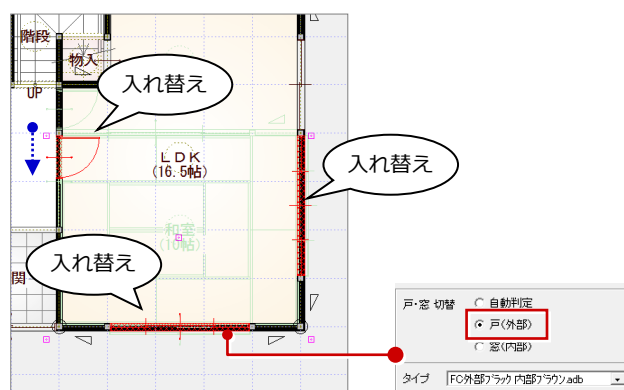 階段
物入
入れ替え
UP
LDK
(16.5帖)
入れ替え
和室
(10帖)
入れ替え
関
戸・窓 切替
自動判定
戸(外部)
窓(内部)
タイプ
FC外部ブラック 内部ブラウン.adb